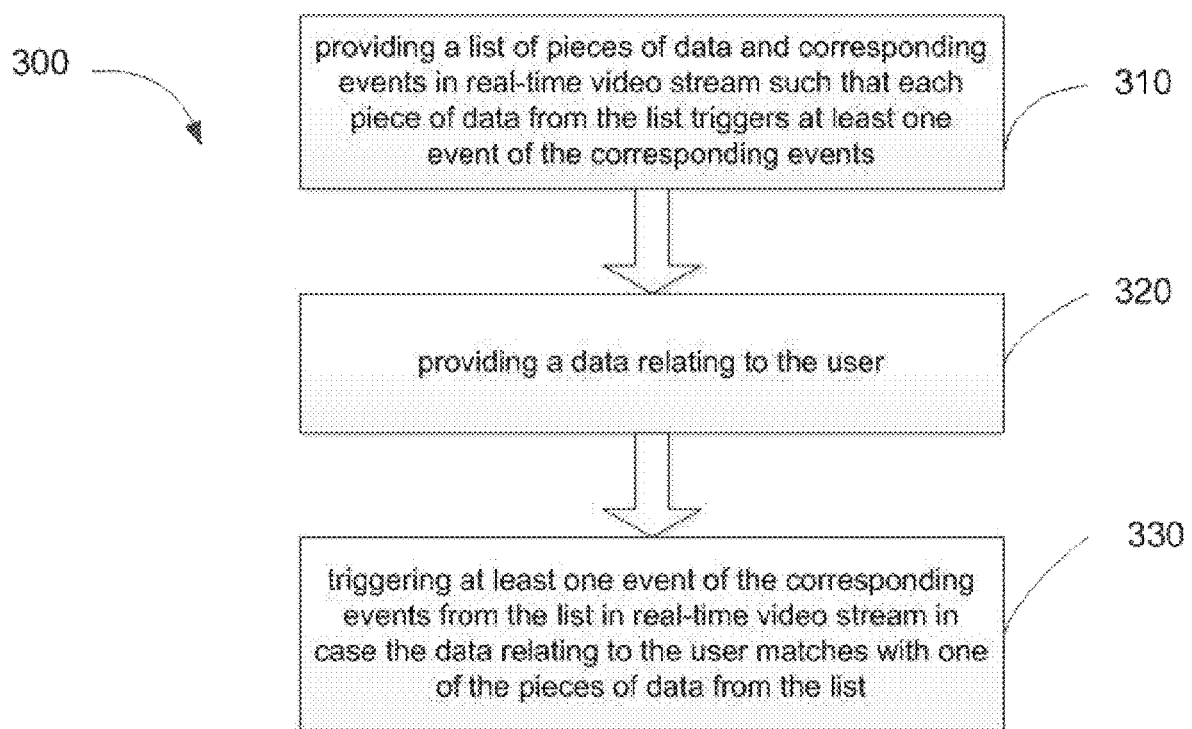 300
providing a list of pieces of data and corresponding
events in real-time video stream such that each
piece of data from the list triggers at least one
event of the corresponding events
310
320
providing a data relating to the user
330
triggering at least one event of the corresponding
events from the list in real-time video stream in
case the data relating to the user matches with one
of the pieces of data from the list